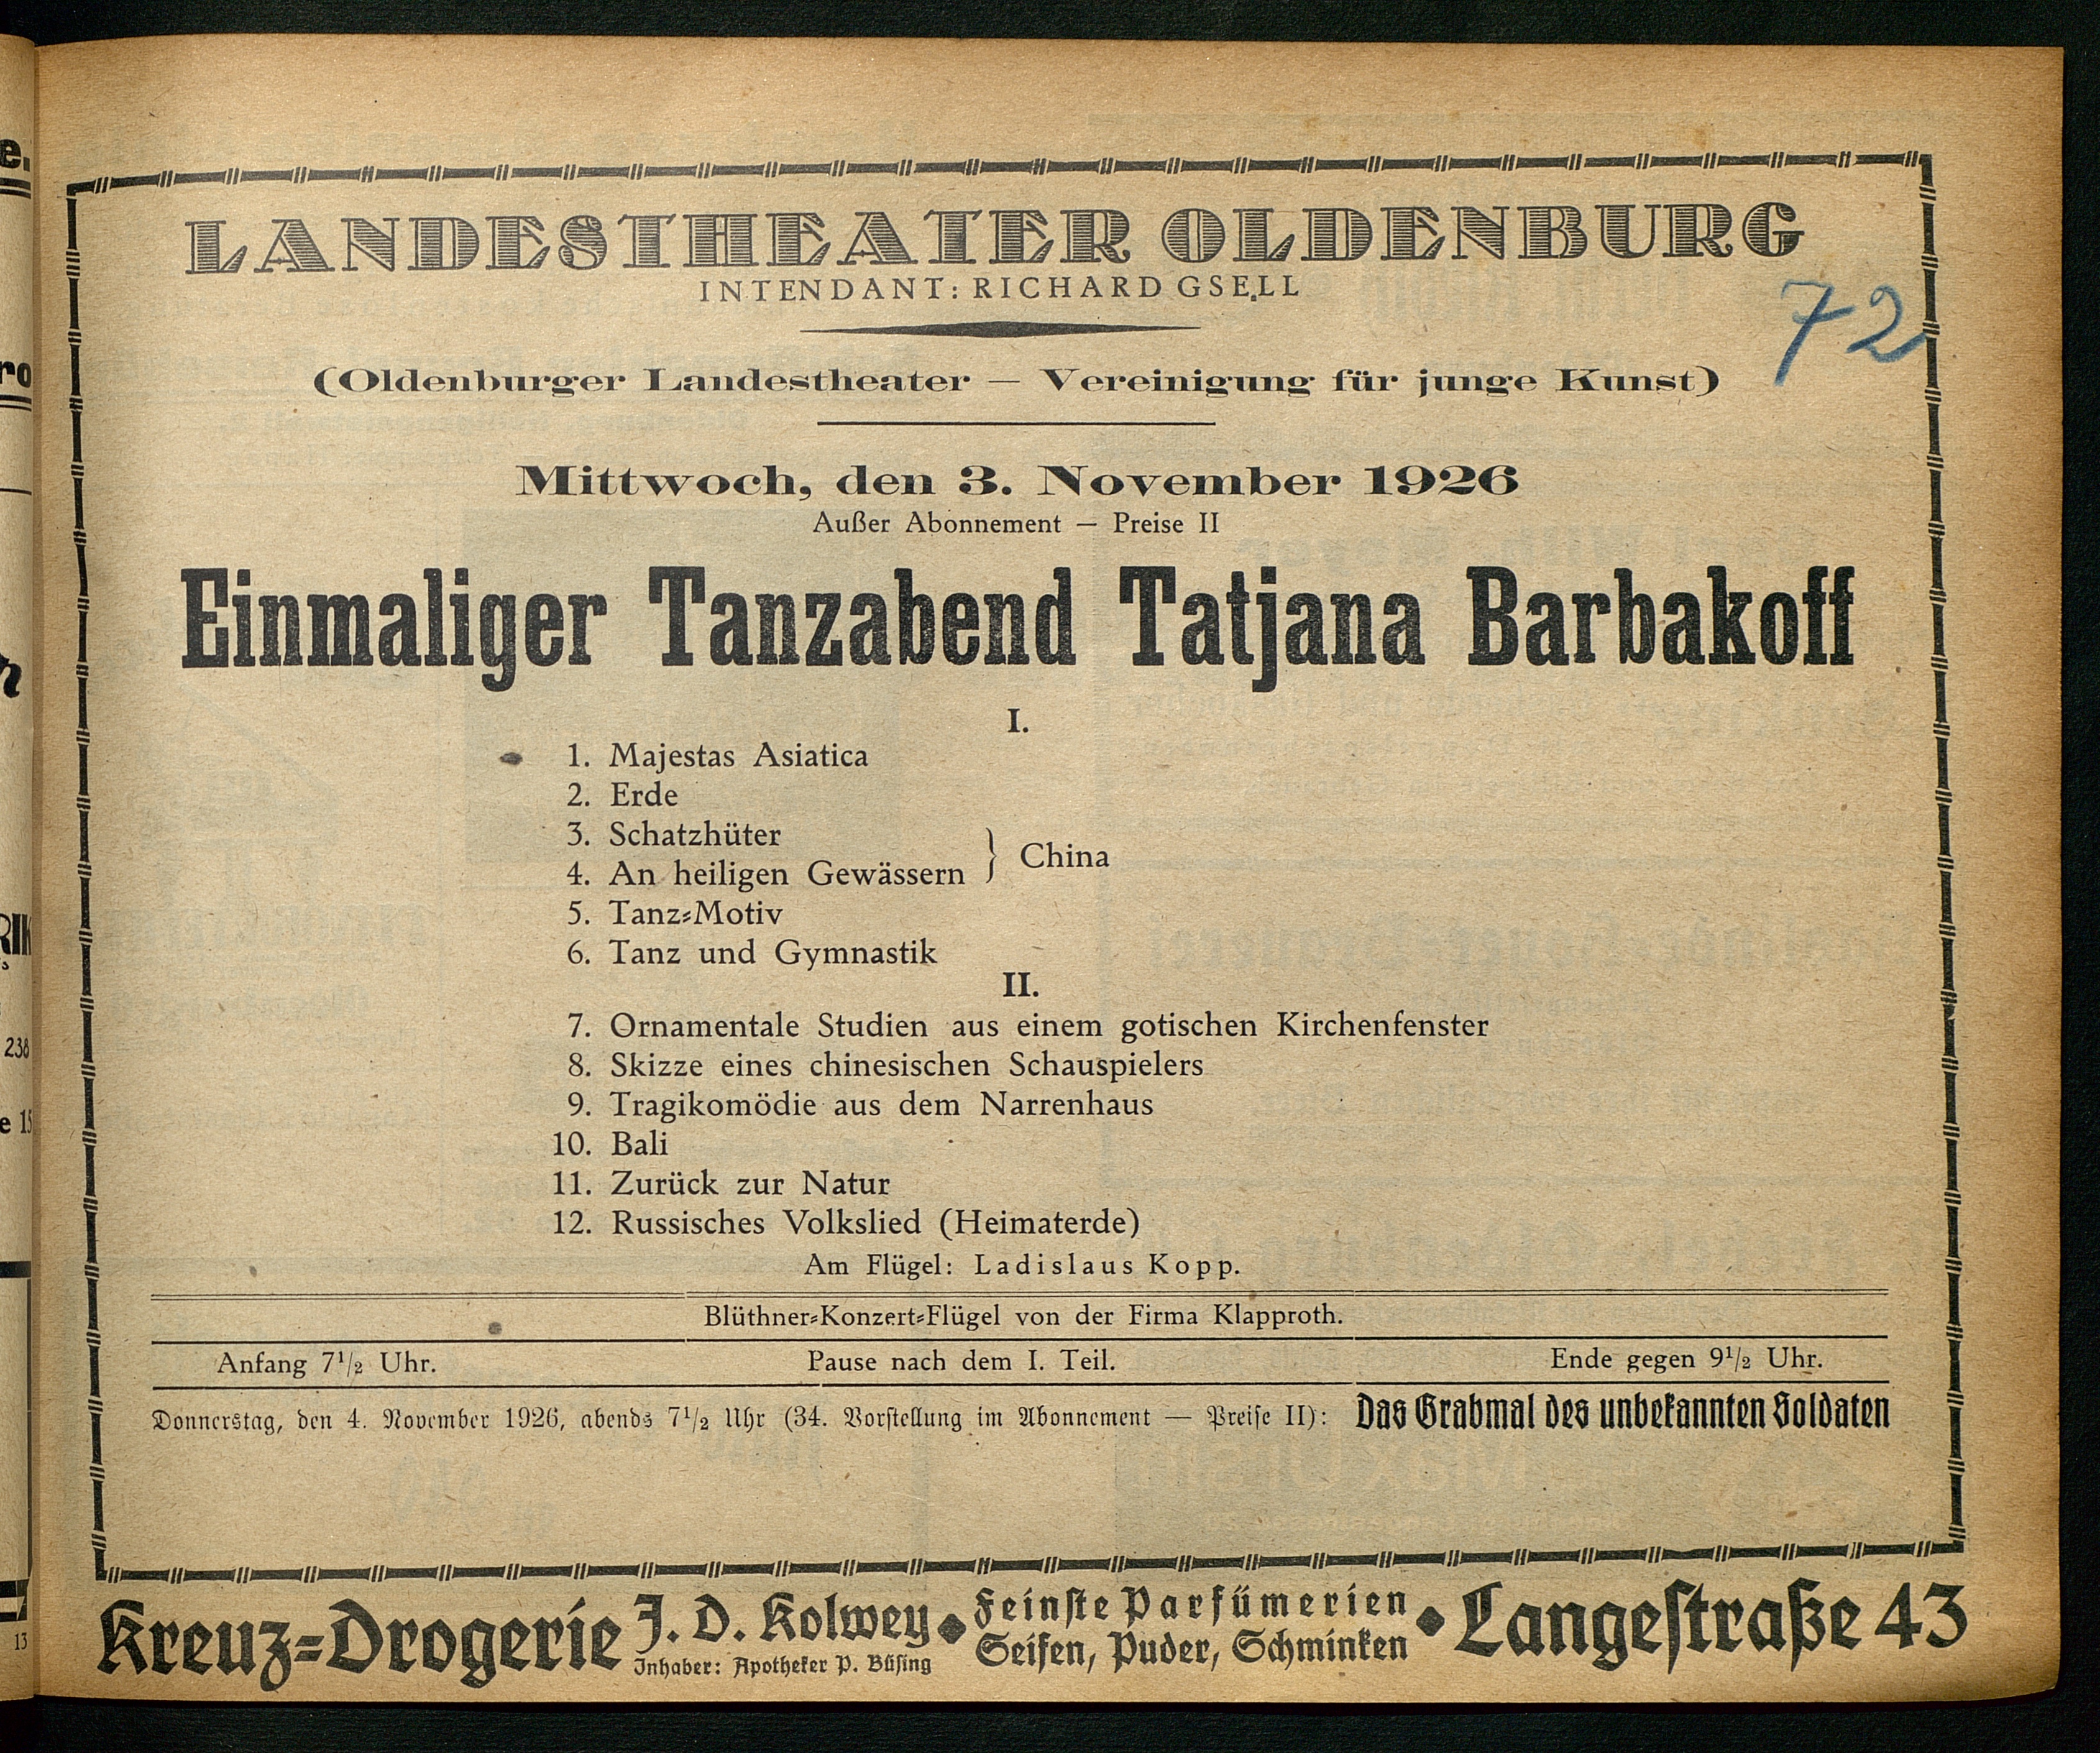 LANDESTHEATER OLDENBURG
INTENDANT: RICHARD GSELL
72
(Oldenburger Landestheater — Vereinigung für junge Kunst)
Mittwoch, den 3. November 1926
Außer Abonnement — Preise II
Einmaliger Tanzabend Tatjana Barbakoff
I.
1. Majestas Asiatica
2. Erde
3. Schatzhüter
4. An heiligen Gewässern } China
5. Tanz-Motiv
6. Tanz und Gymnastik
II.
7. Ornamentale Studien aus einem gotischen Kirchenfenster
8. Skizze eines chinesischen Schauspielers
9. Tragikomödie aus dem Narrenhaus
10. Bali
11. Zurück zur Natur
12. Russisches Volkslied (Heimaterde)
Am Flügel: Ladislaus Kopp.
Blüthner-Konzert-Flügel von der Firma Klapproth.
Anfang 7½ Uhr. Pause nach dem I. Teil. Ende gegen 9½ Uhr.
Donnerstag, den 4. November 1926, abends 7½ Uhr (34. Vorstellung im Abonnement — Preise II): Das Grabmal des unbekannten Soldaten
Kreuz-Drogerie J. D. Kolwey • Feinste Parfümerien • Langestraße 43
Inhaber: Apotheker P. Büsing Seifen, Puder, Schminken
238
13